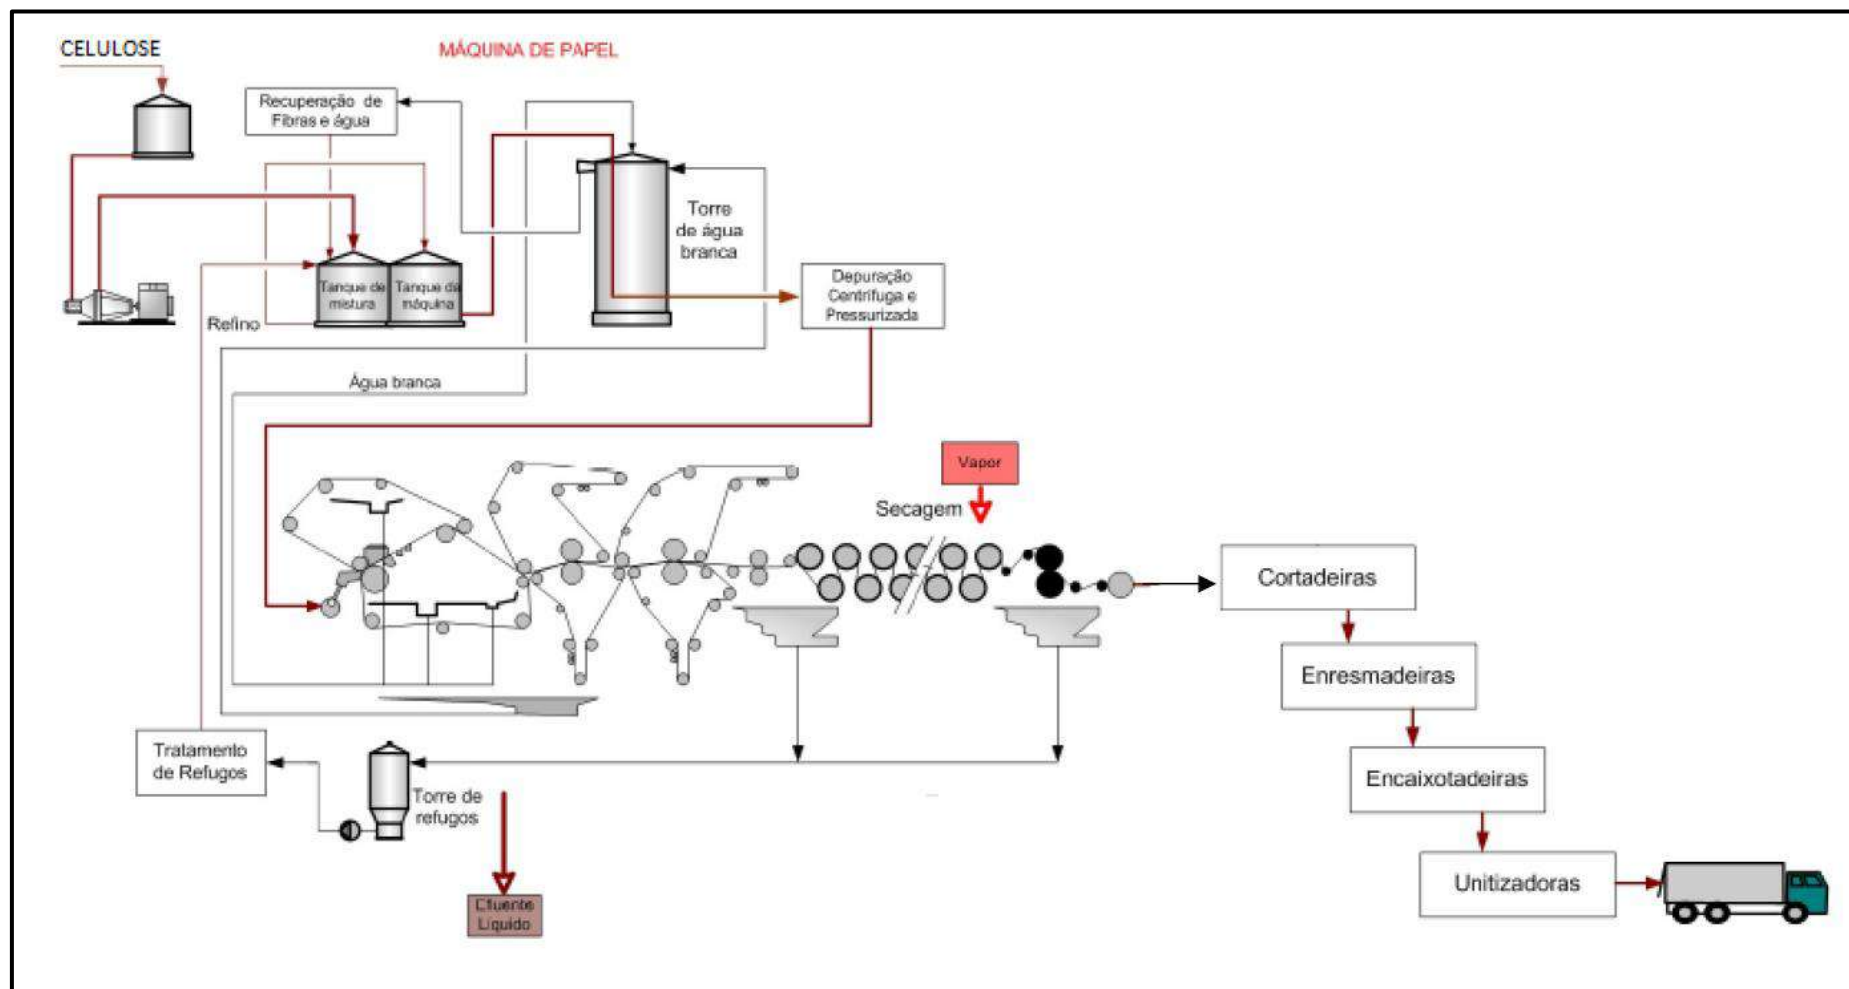 CELULOSE
MÁQUINA DE PAPEL
Recuperação de
Fibras e água
Torre
de água
branca
Depuração
Centrífuga e
Pressurizada
Tanque de
mistura
Tanque da
máquina
Refino
Água branca
Vapor
Secagem
Cortadeiras
Enresmadeiras
Encaixotadeiras
Unitizadoras
Tratamento
de Refugos
Torre de
refugos
Efluente
Líquido